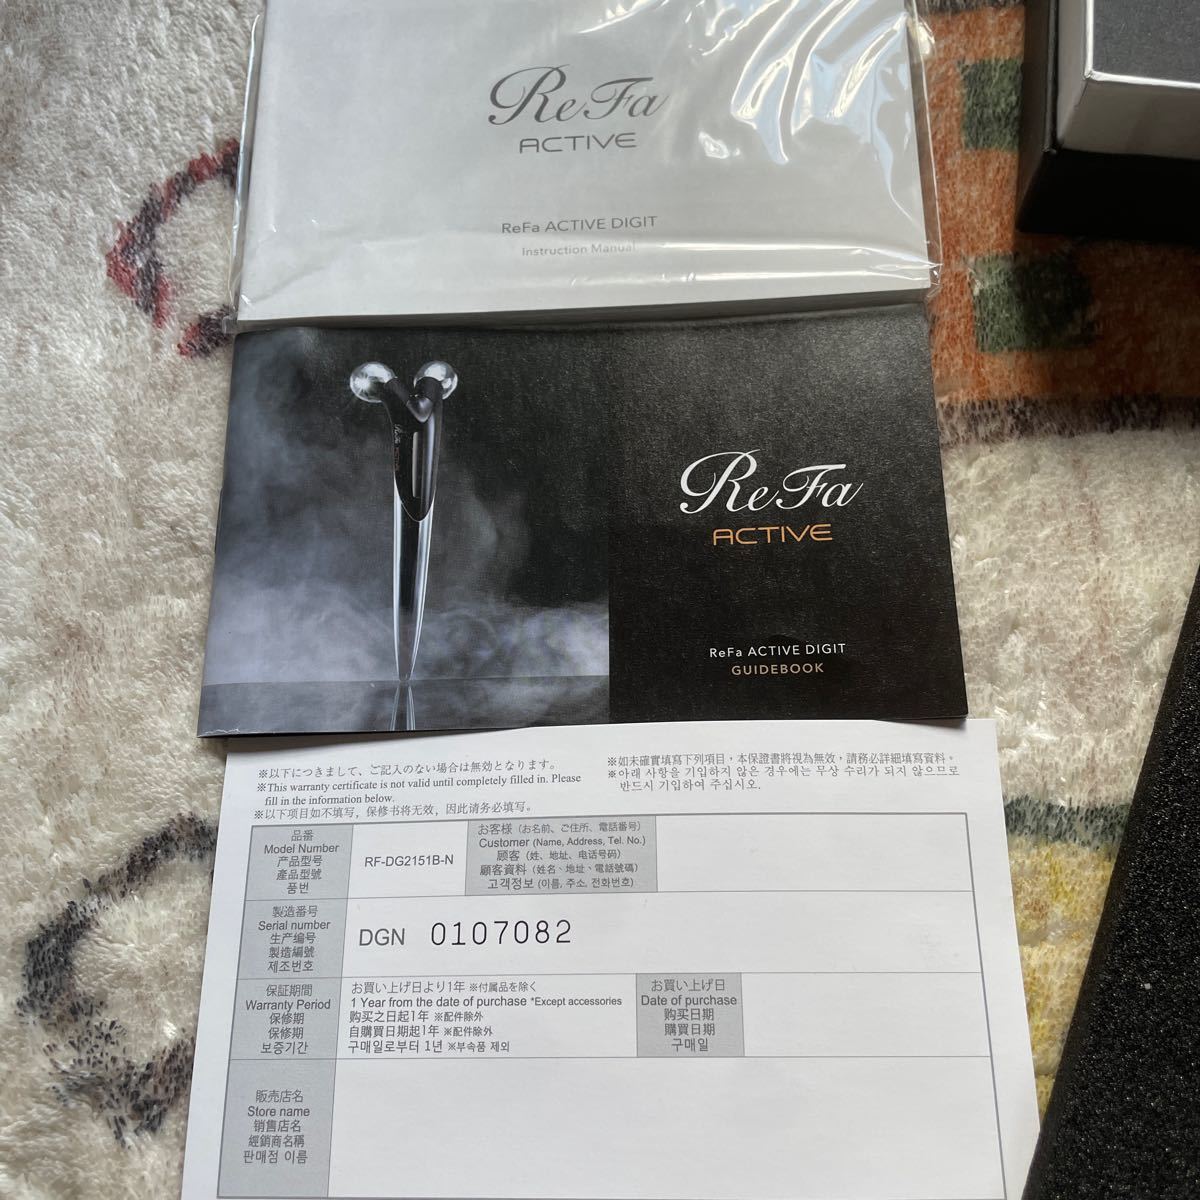 ReFa
ACTIVE
ReFa ACTIVE DIGIT
Instruction Manual
ReFa
ACTIVE
ReFa ACTIVE DIGIT
GUIDEBOOK
※以下につきまして、ご記入のない場合は無効となります。
※This warranty certificate is not valid until completely filled in. Please
fill in the information below.
※以下项目如不填写，保修书将无效，因此请务必填写。
※如未確實填寫下列項目，本保證書將視為無效，請務必詳細填寫資料。
※아래 사항을 기입하지 않은 경우에는 무상 수리가 되지 않으므로
반드시 기입하여 주십시오.
品番
Model Number
产品型号
產品型號
품번
RF-DG2151B-N
お客様（お名前、ご住所、電話番号）
Customer (Name, Address, Tel. No.)
顾客（姓、地址、电话号码）
顧客資料（姓名、地址、電話號碼）
고객정보 (이름, 주소, 전화번호)
製造番号
Serial number
生产编号
製造編號
제조번호
DGN 0107082
保証期間
Warranty Period
保修期
保修期
보증기간
お買い上げ日より1年 ※付属品を除く
1 Year from the date of purchase *Except accessories
购买之日起1年 ※配件除外
自購買日期起1年 ※配件除外
구매일로부터 1년 ※부속품 제외
お買い上げ日
Date of purchase
购买日期
購買日期
구매일
販売店名
Store name
销售店名
經銷商名稱
판매점 이름